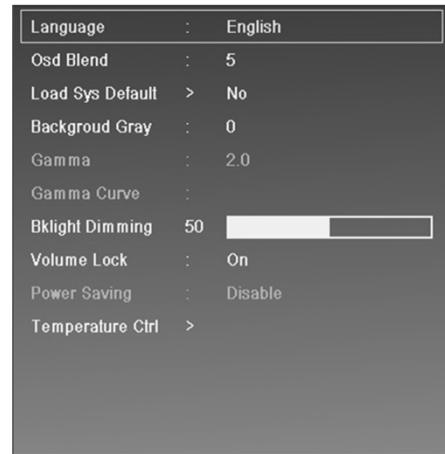 Language : English
Osd Blend : 5
Load Sys Default > No
Backgroud Gray : 0
Gamma : 2.0
Gamma Curve :
Bklight Dimming 50
Volume Lock : On
Power Saving : Disable
Temperature Ctrl >